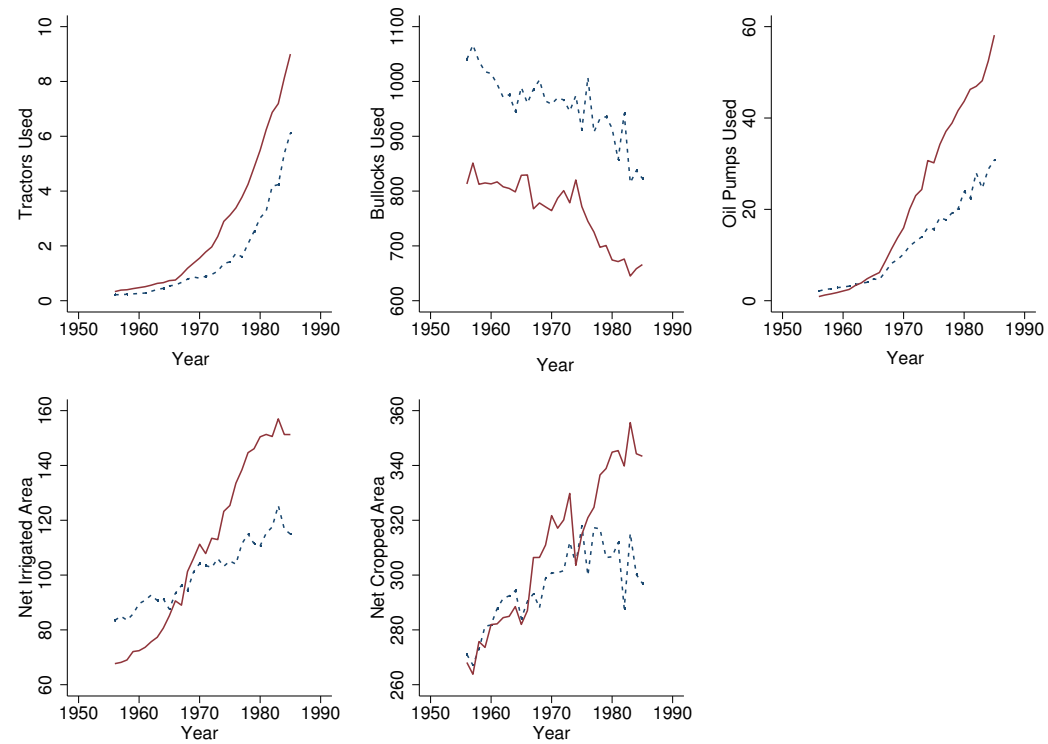 Tractors Used
0 2 4 6 8 10
1950 1960 1970 1980 1990
Year
Bullocks Used
600 700 800 900 1000 1100
1950 1960 1970 1980 1990
Year
Oil Pumps Used
0 20 40 60
1950 1960 1970 1980 1990
Year
Net Irrigated Area
60 80 100 120 140 160
1950 1960 1970 1980 1990
Year
Net Cropped Area
260 280 300 320 340 360
1950 1960 1970 1980 1990
Year